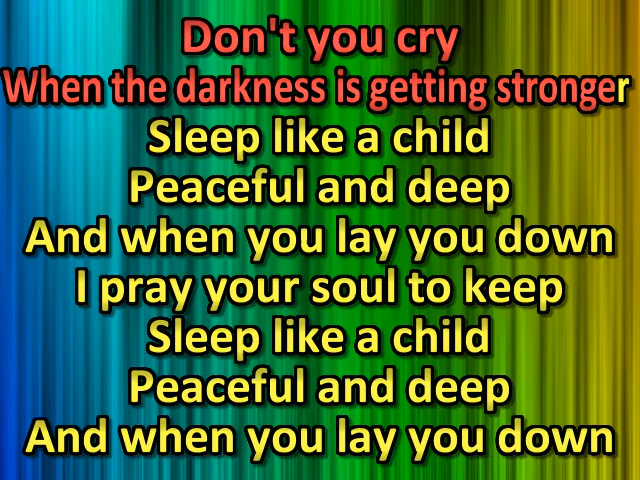 Don't you cry
When the darkness is getting stronger
Sleep like a child
Peaceful and deep
And when you lay you down
I pray your soul to keep
Sleep like a child
Peaceful and deep
And when you lay you down